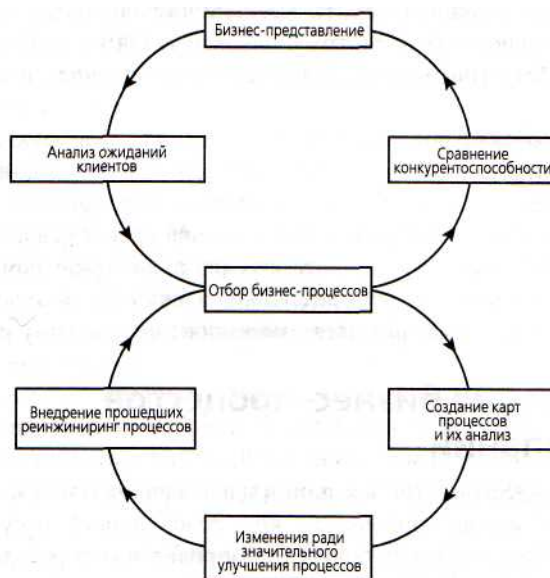 Бизнес-представление
Анализ ожиданий
клиентов
Сравнение
конкурентоспособности
Отбор бизнес-процессов
Внедрение прошедших
реинжиниринг процессов
Создание карт
процессов
и их анализ
Изменения ради
значительного
улучшения процессов